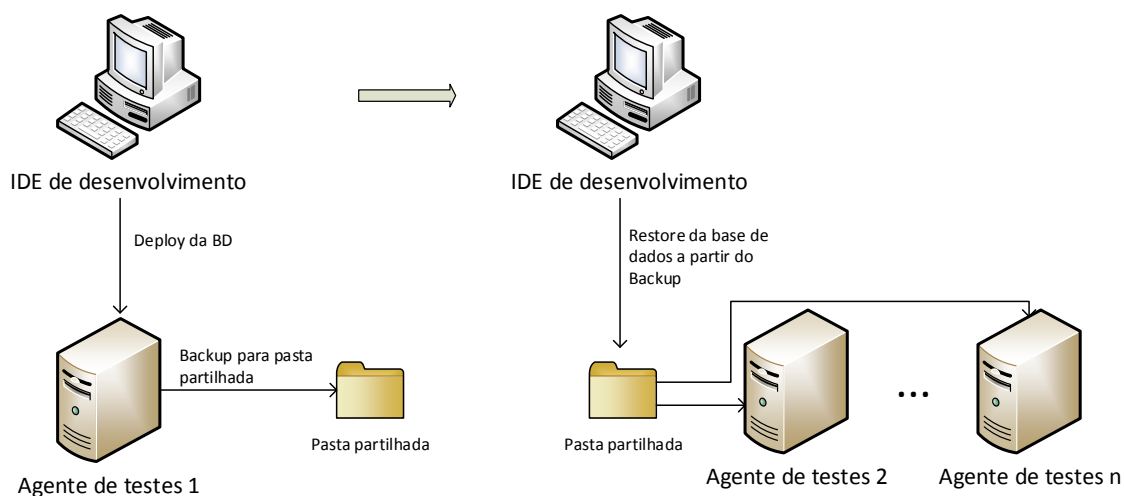 IDE de desenvolvimento
Deploy da BD
Backup para pasta
partilhada
Pasta partilhada
Agente de testes 1
IDE de desenvolvimento
Restore da base de
dados a partir do
Backup
Pasta partilhada
...
Agente de testes 2
Agente de testes n